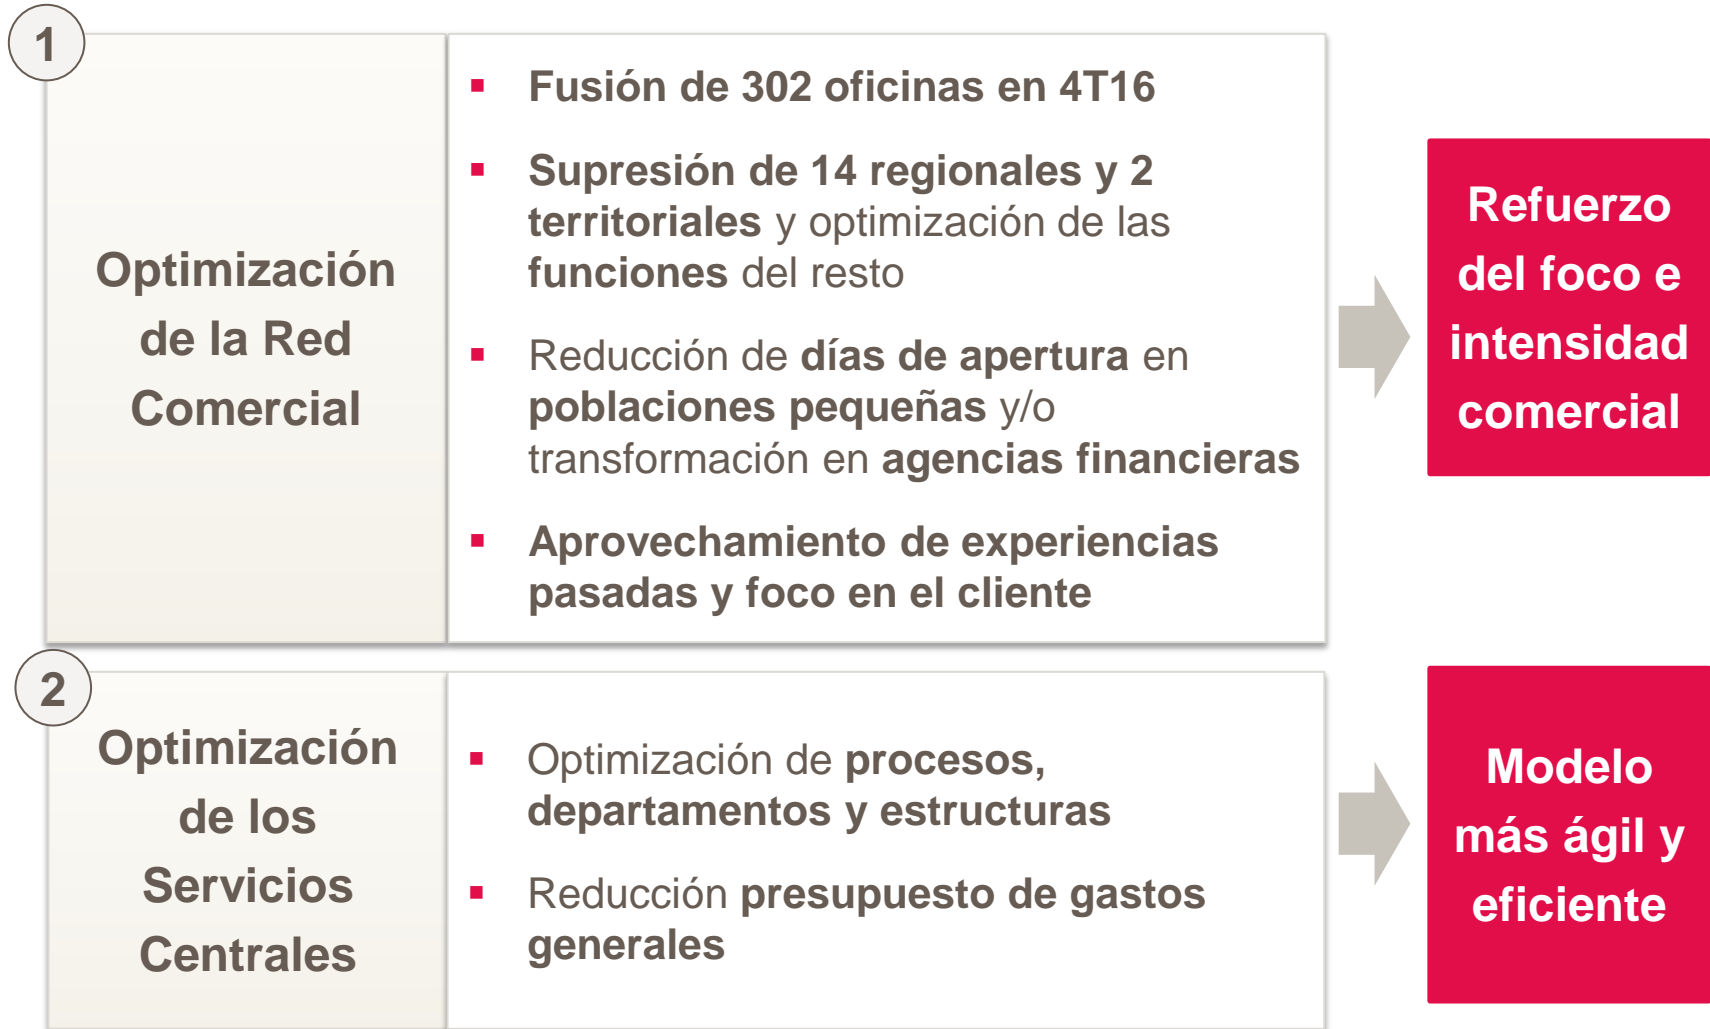 1
Optimización
de la Red
Comercial
▪ Fusión de 302 oficinas en 4T16
▪ Supresión de 14 regionales y 2
territoriales y optimización de las
funciones del resto
▪ Reducción de días de apertura en
poblaciones pequeñas y/o
transformación en agencias financieras
▪ Aprovechamiento de experiencias
pasadas y foco en el cliente
Refuerzo
del foco e
intensidad
comercial
2
Optimización
de los
Servicios
Centrales
▪ Optimización de procesos,
departamentos y estructuras
▪ Reducción presupuesto de gastos
generales
Modelo
más ágil y
eficiente